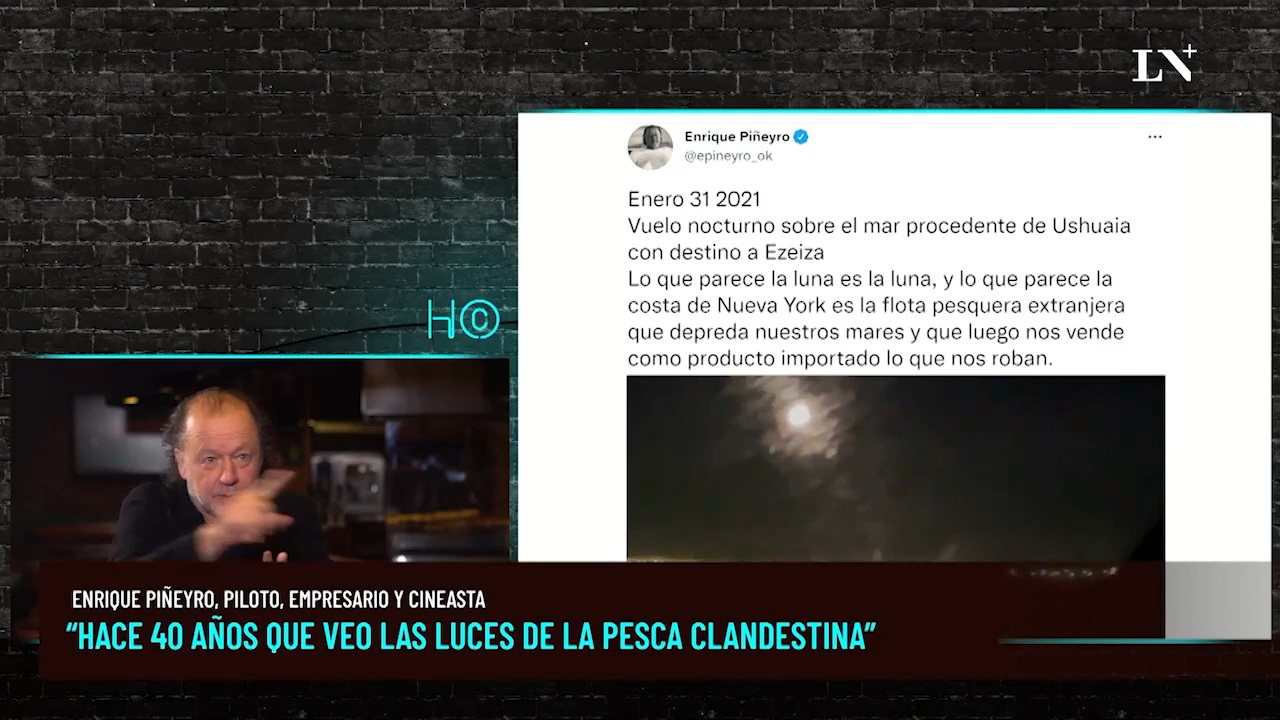 LN+
Enrique Piñeyro
@epineyro_ok
Enero 31 2021
Vuelo nocturno sobre el mar procedente de Ushuaia
con destino a Ezeiza
Lo que parece la luna es la luna, y lo que parece la
costa de Nueva York es la flota pesquera extranjera
que depreda nuestros mares y que luego nos vende
como producto importado lo que nos roban.
HC
ENRIQUE PIÑEYRO, PILOTO, EMPRESARIO Y CINEASTA
“HACE 40 AÑOS QUE VEO LAS LUCES DE LA PESCA CLANDESTINA”